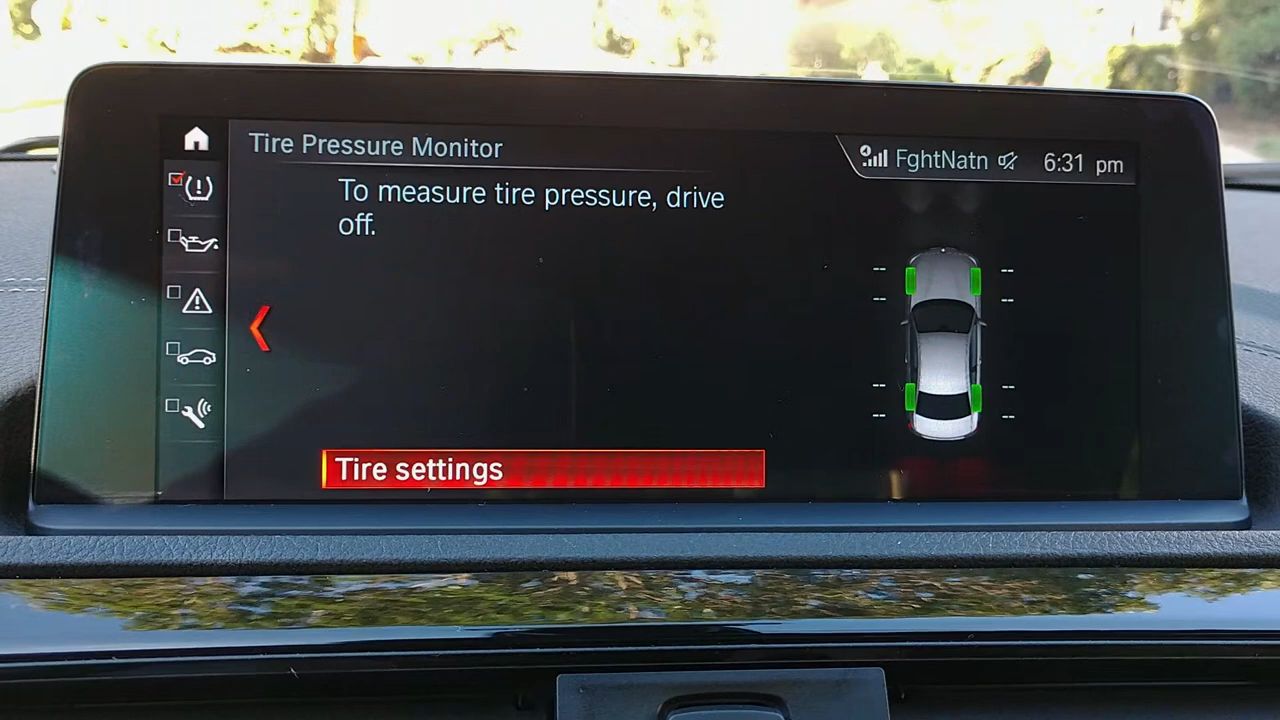 Tire Pressure Monitor
FghtNatn 6:31 pm
To measure tire pressure, drive
off.
-- --
-- --
-- --
-- --
Tire settings